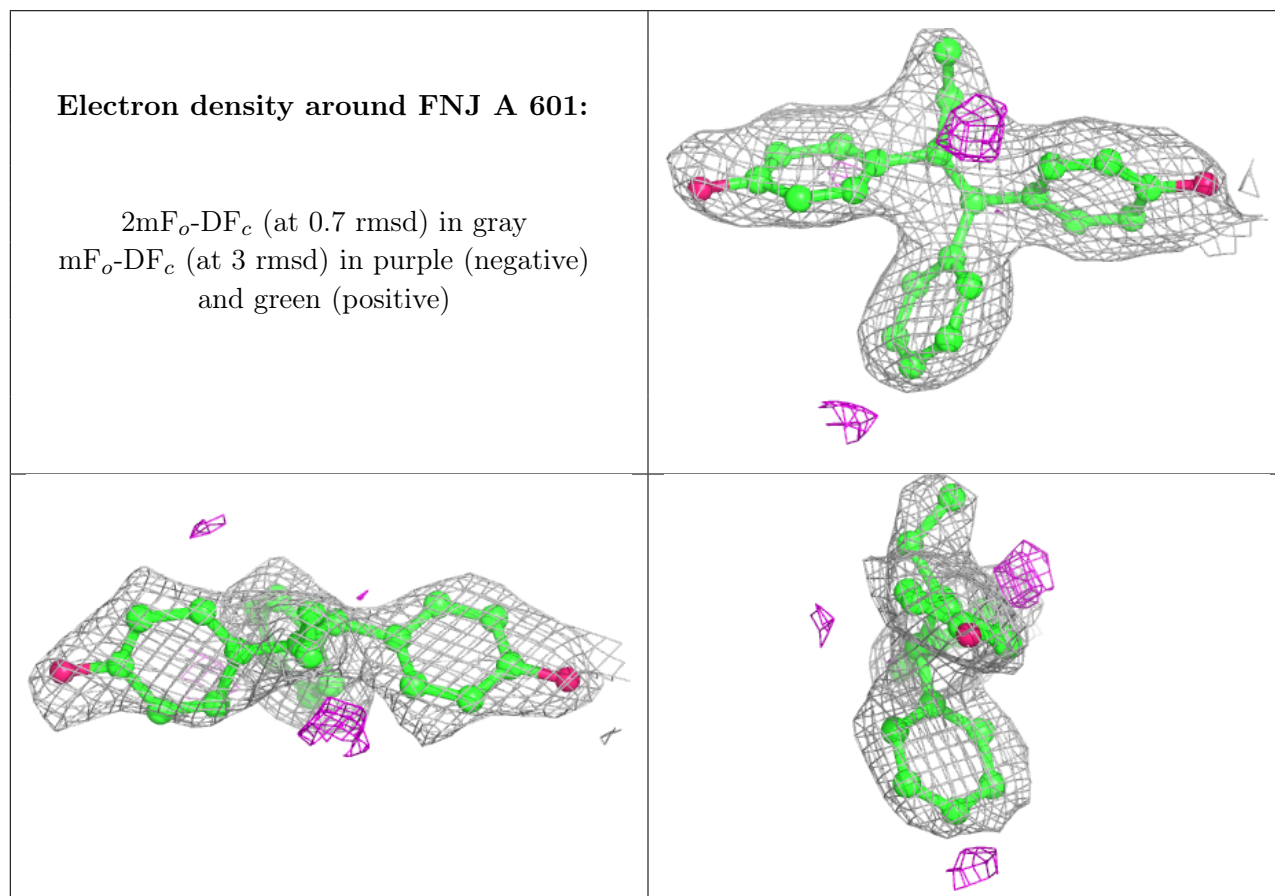 Electron density around FNJ A 601:
2mFo-DFc (at 0.7 rmsd) in gray
mFo-DFc (at 3 rmsd) in purple (negative)
and green (positive)